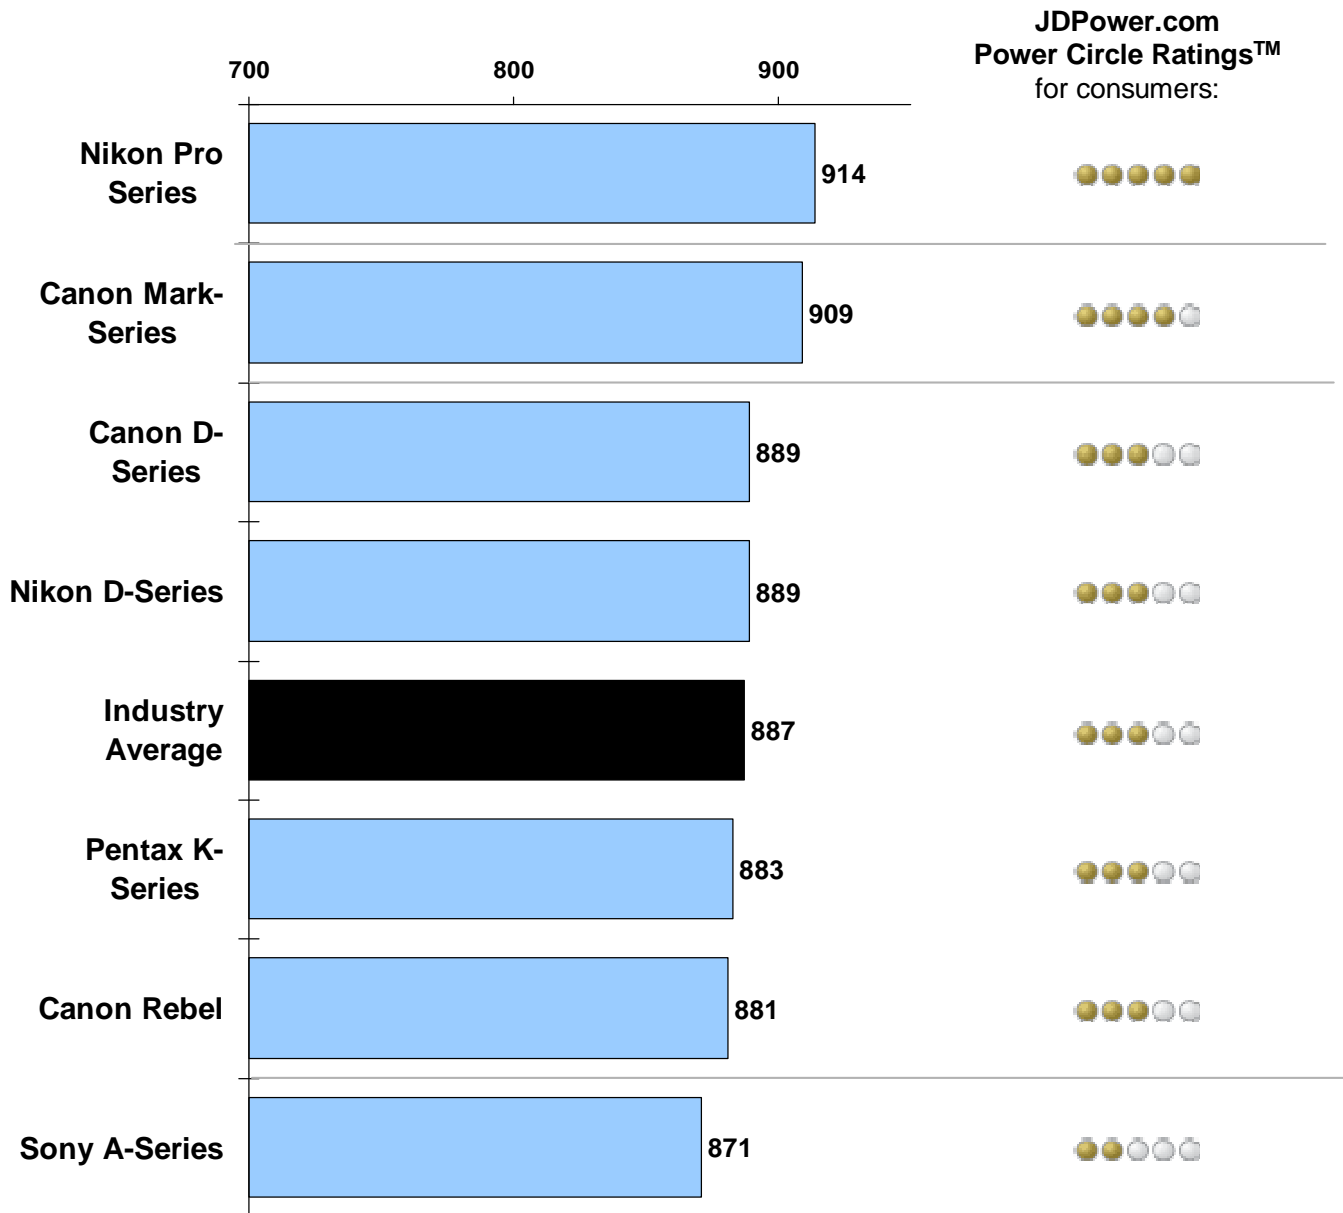 JDPower.com
Power Circle Ratings™
for consumers:
700 800 900
Nikon Pro
Series
914
Canon Mark-
Series
909
Canon D-
Series
889
Nikon D-Series
889
Industry
Average
887
Pentax K-
Series
883
Canon Rebel
881
Sony A-Series
871